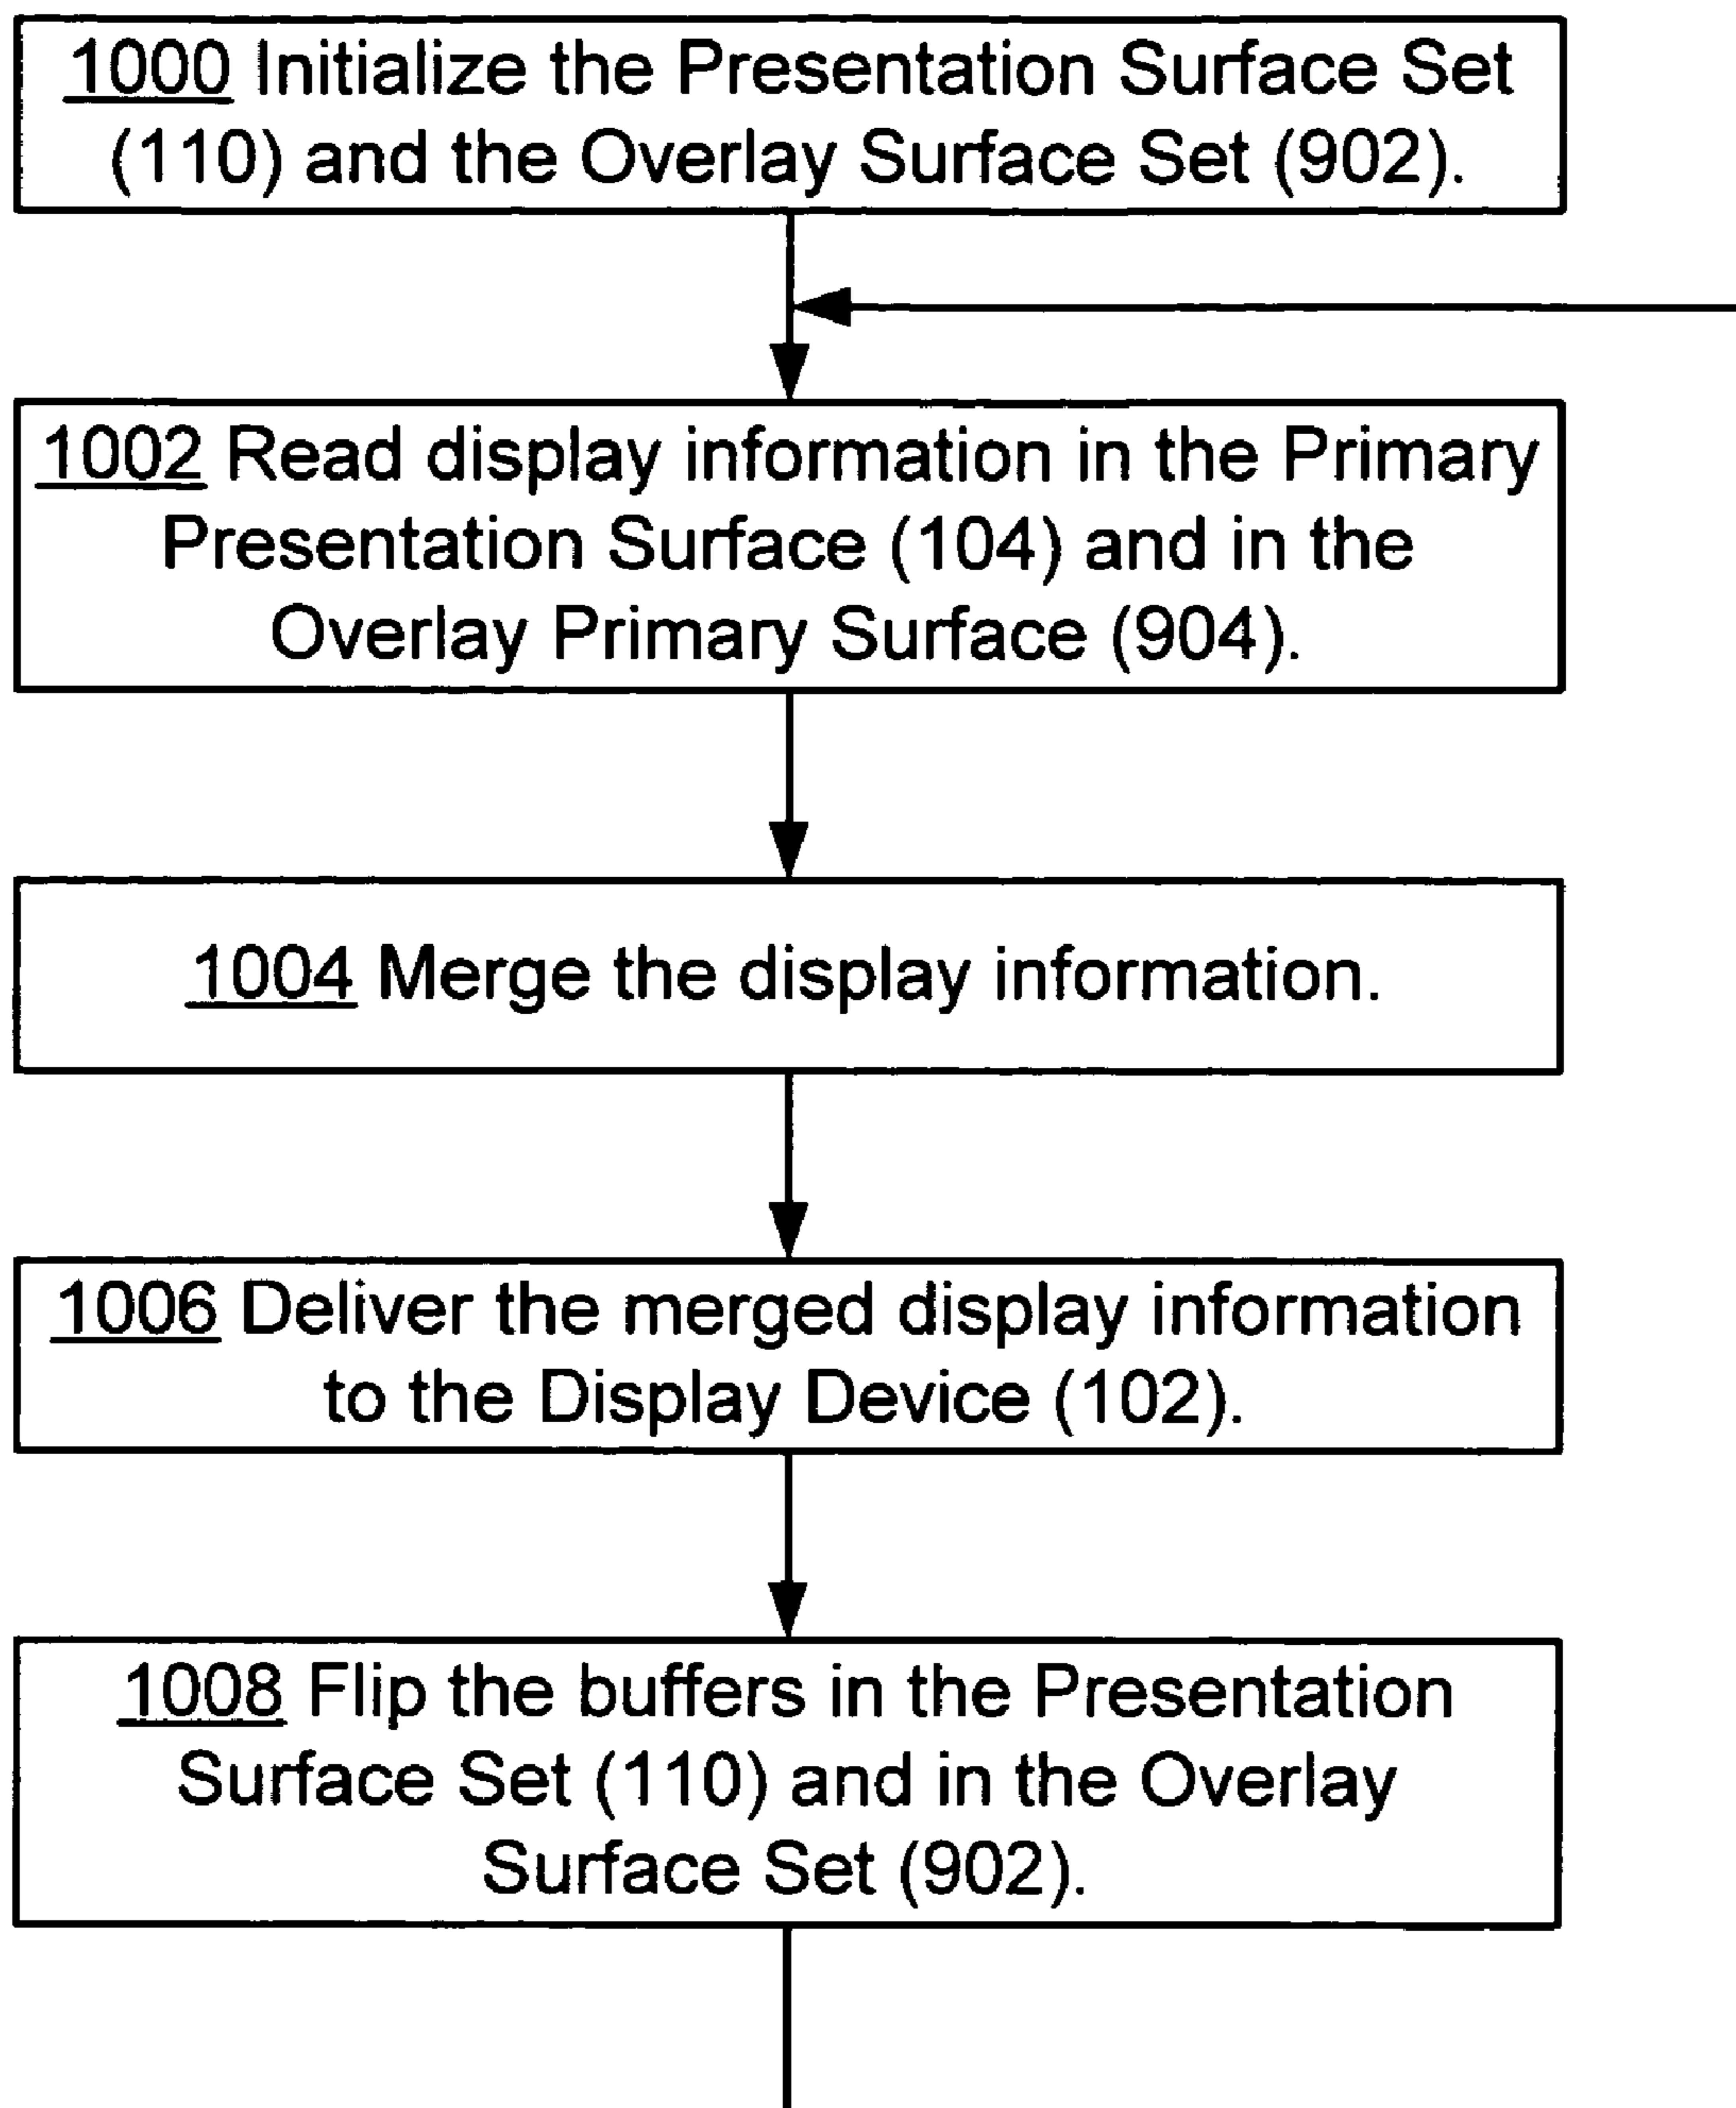 1000 Initialize the Presentation Surface Set
(110) and the Overlay Surface Set (902).
1002 Read display information in the Primary
Presentation Surface (104) and in the
Overlay Primary Surface (904).
1004 Merge the display information.
1006 Deliver the merged display information
to the Display Device (102).
1008 Flip the buffers in the Presentation
Surface Set (110) and in the Overlay
Surface Set (902).